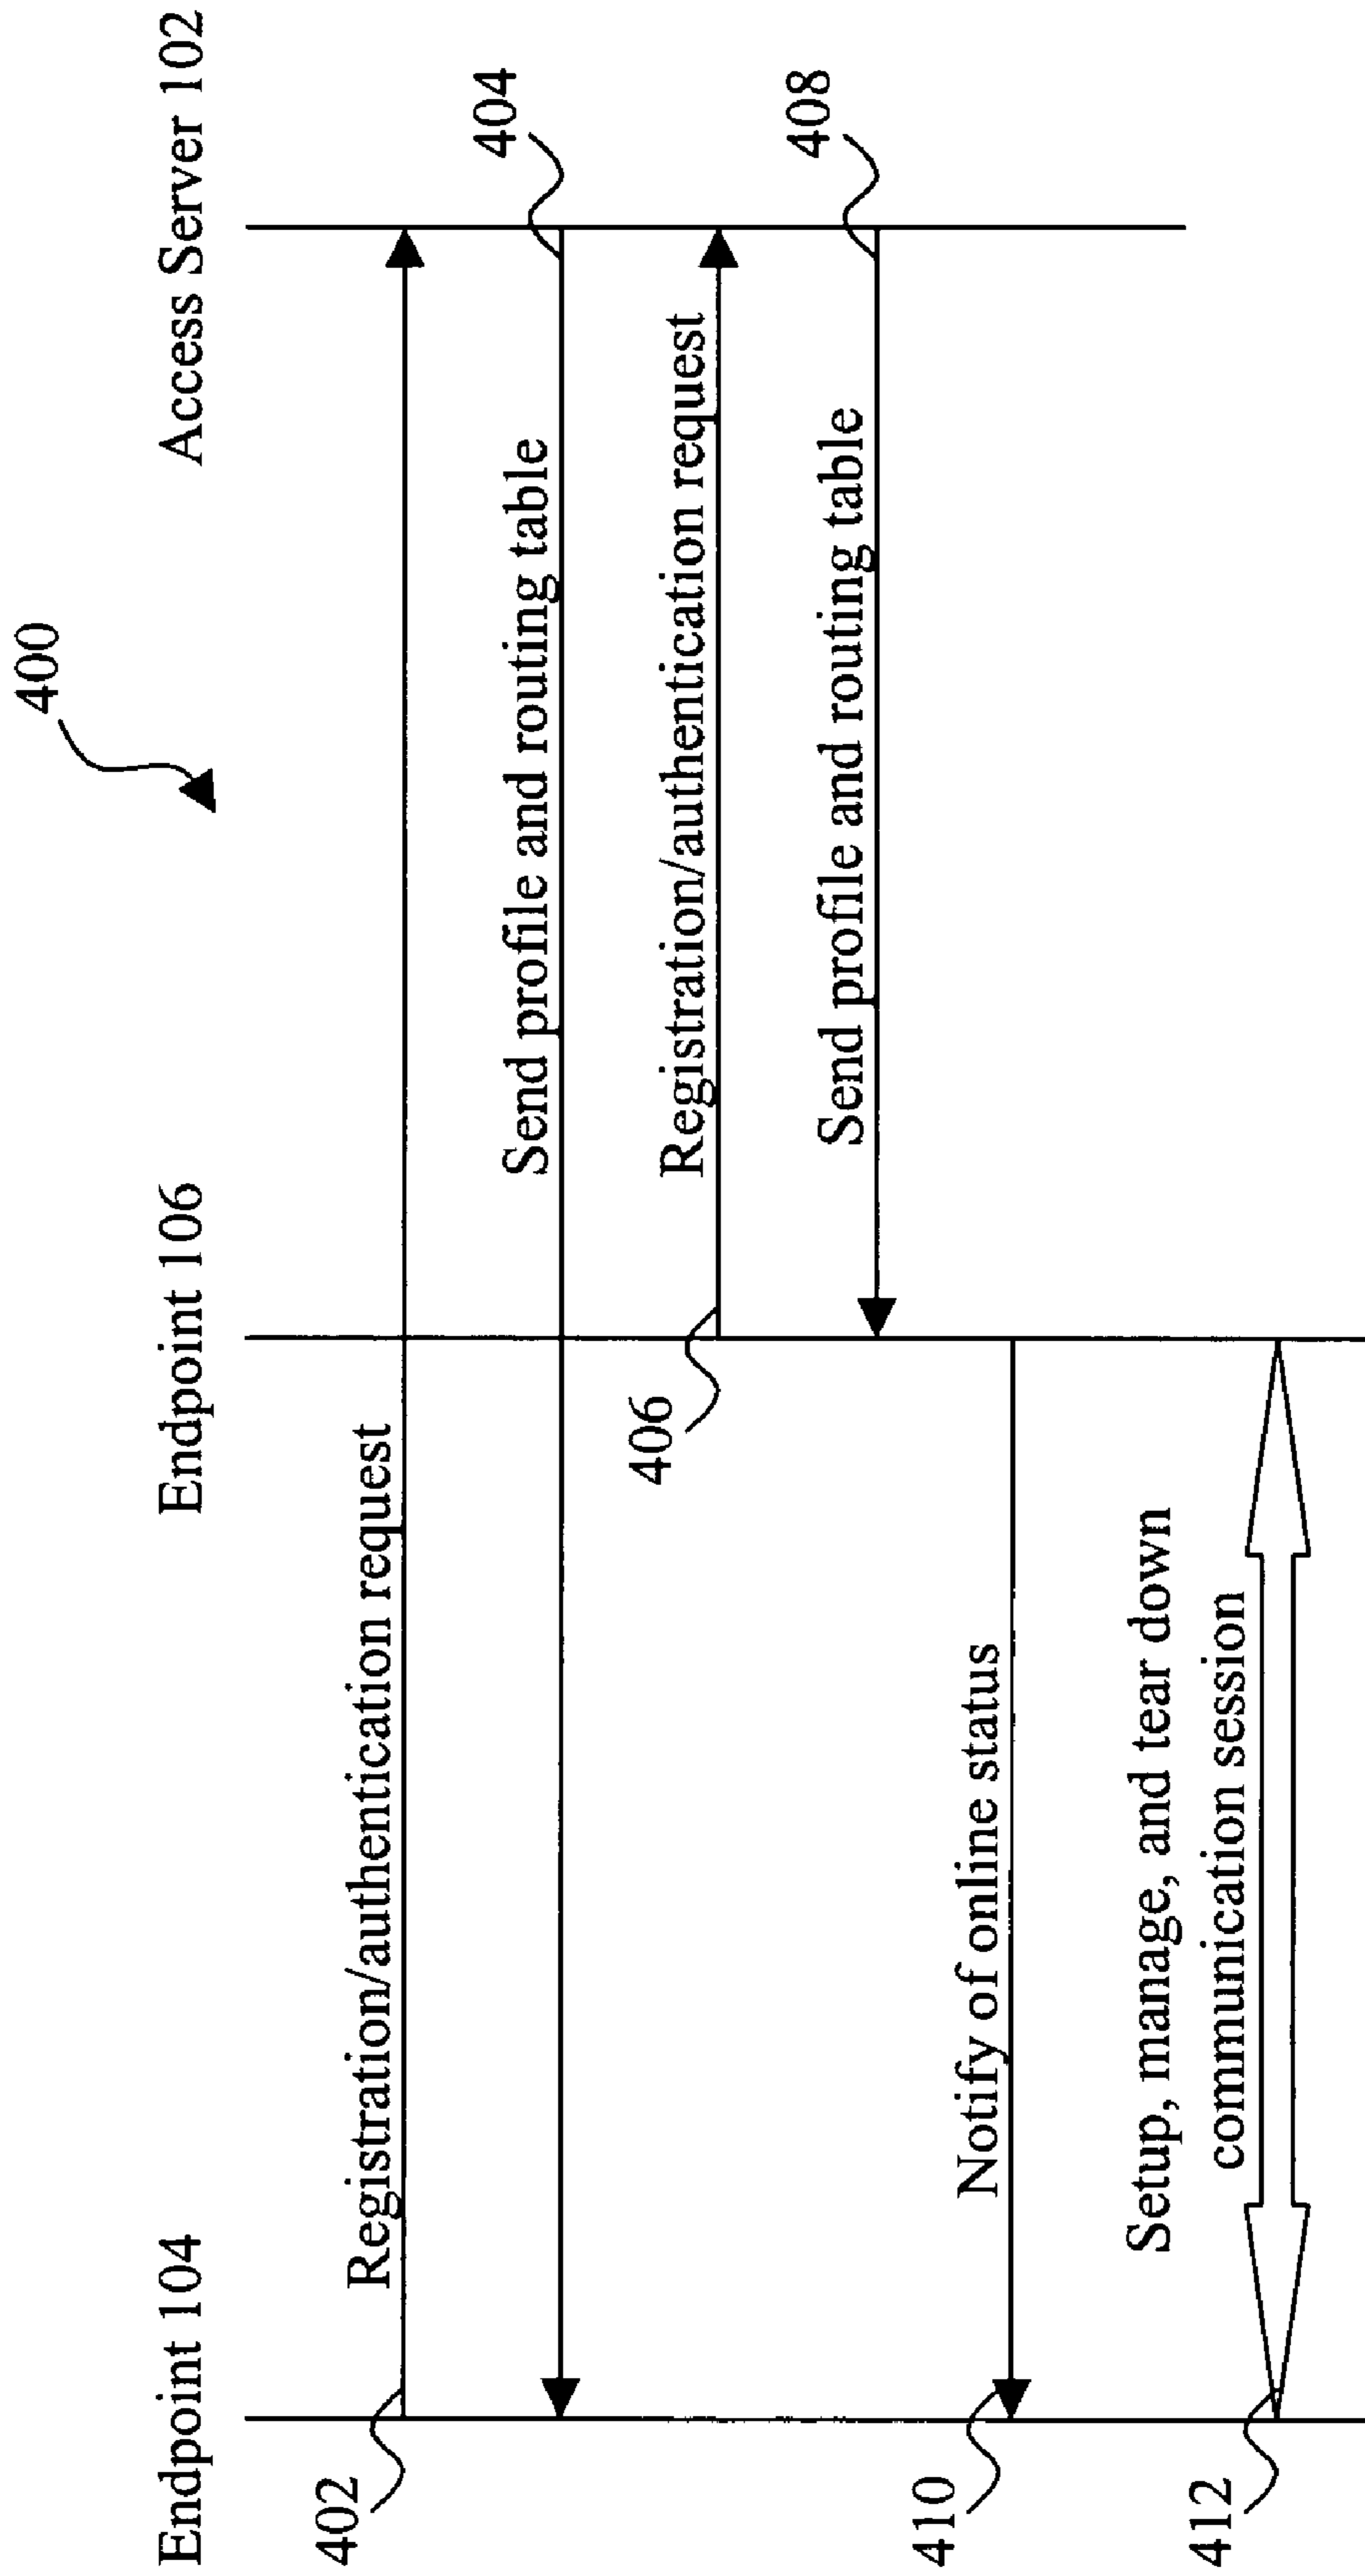 400
Endpoint 104
Endpoint 106
Access Server 102
402
Registration/authentication request
404
Send profile and routing table
406
Registration/authentication request
408
Send profile and routing table
410
Notify of online status
412
Setup, manage, and tear down
communication session